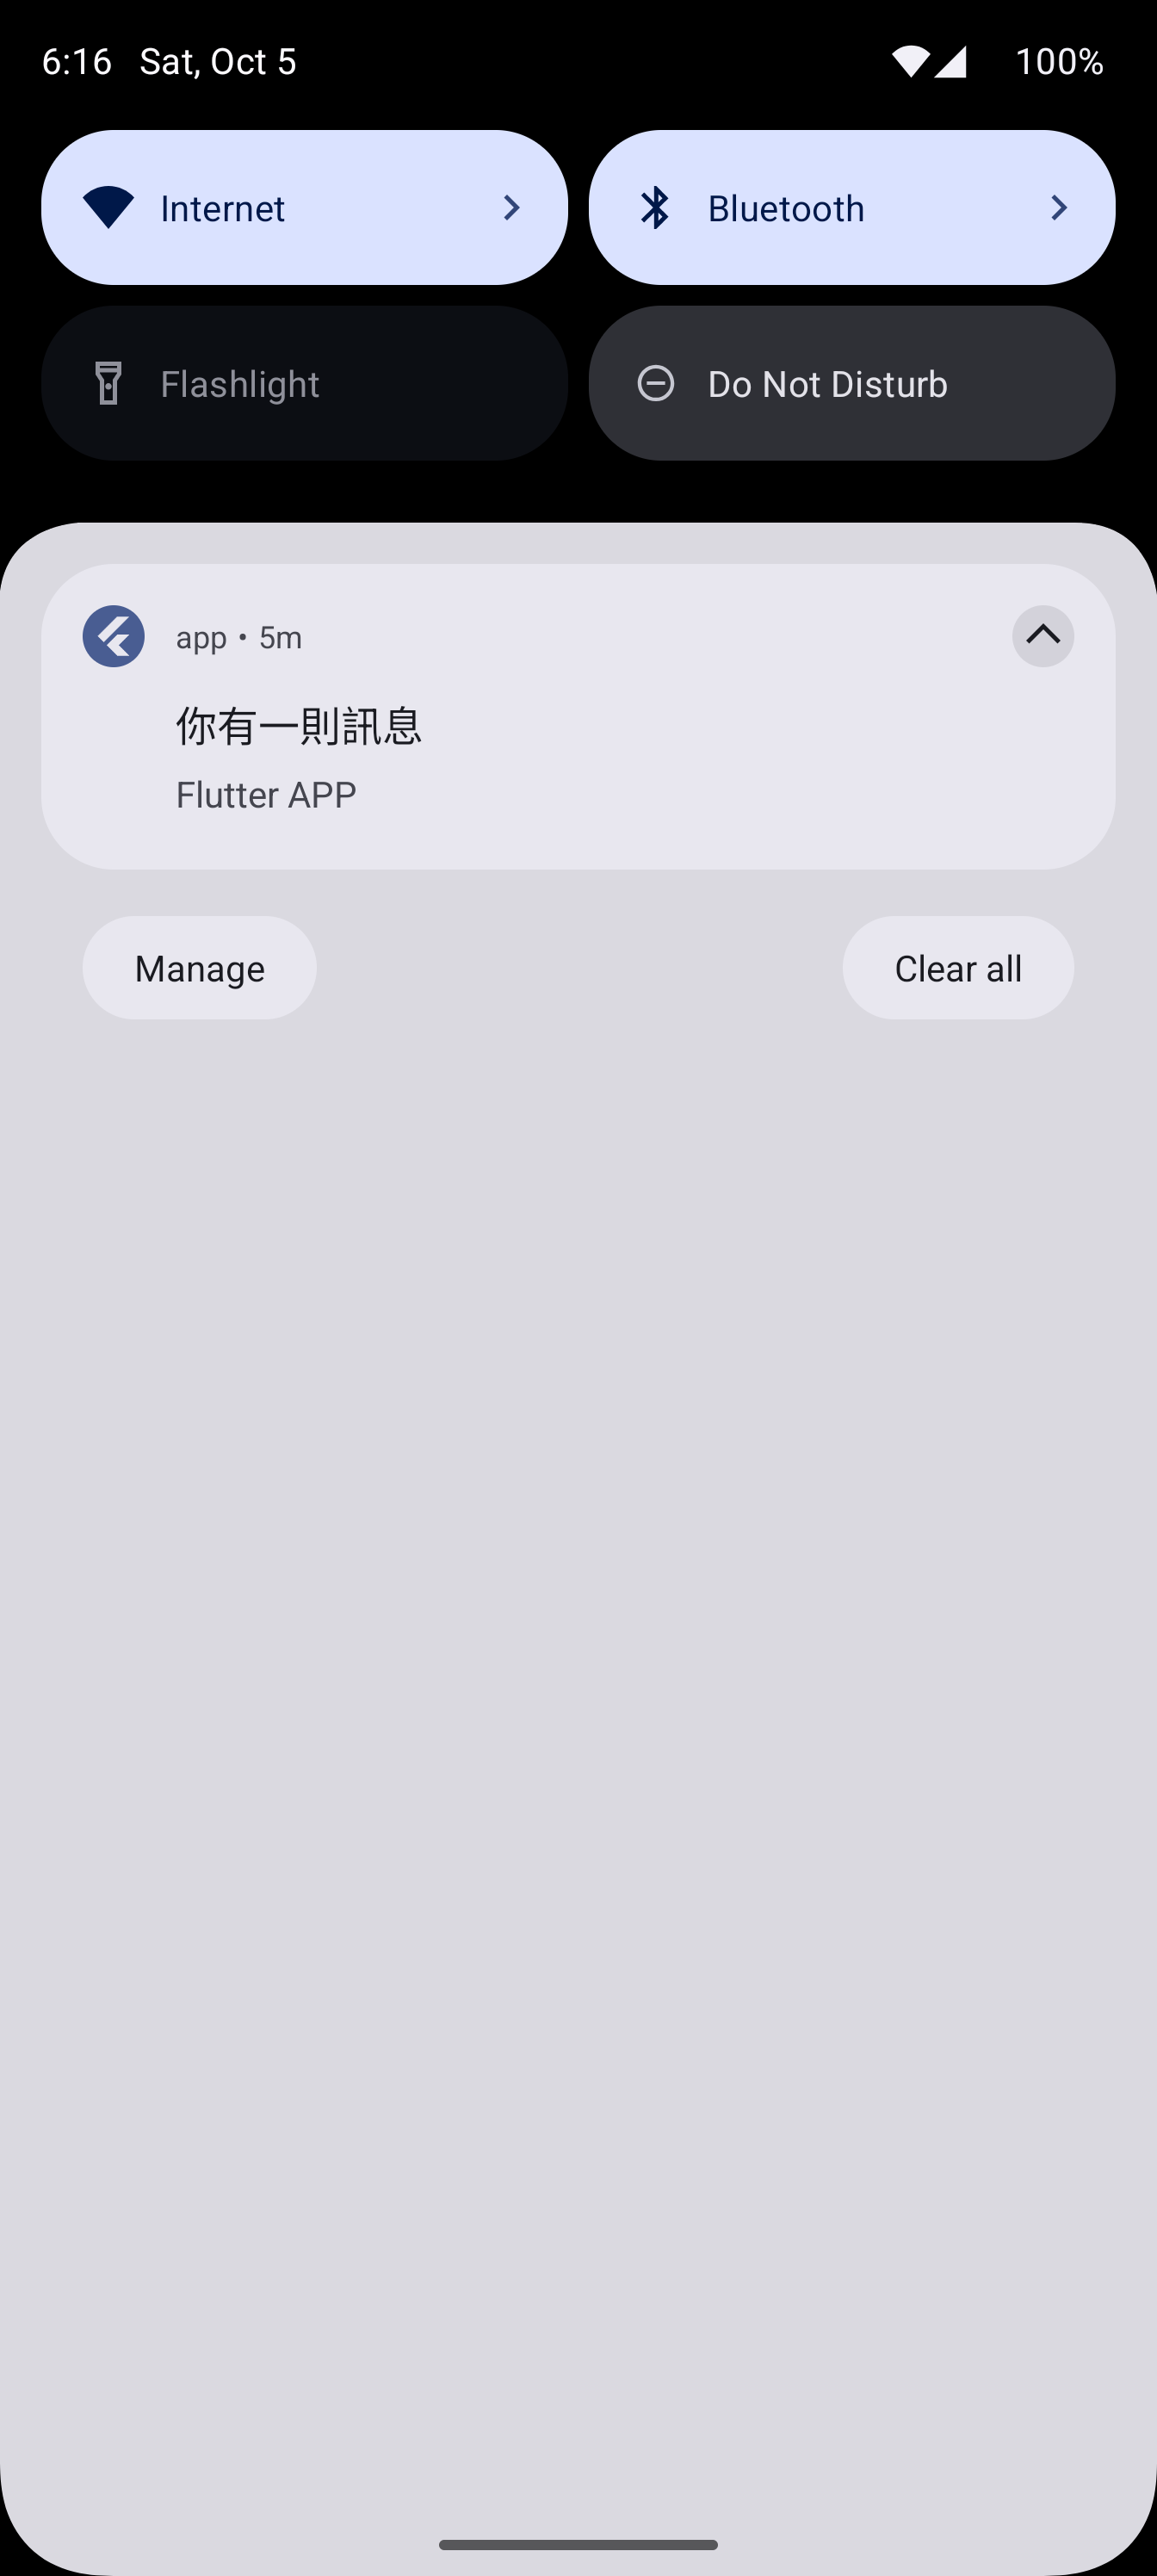 6:16 Sat, Oct 5 100%
Internet
Bluetooth
Flashlight
Do Not Disturb
app • 5m
你有一則訊息
Flutter APP
Manage
Clear all